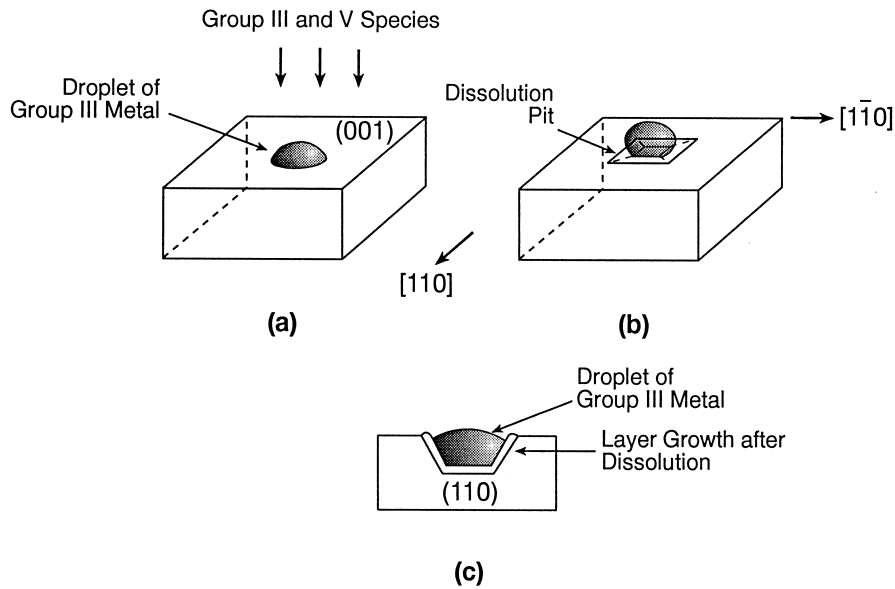 Group III and V Species
Droplet of
Group III Metal
(001)
[110]
(a)
Dissolution
Pit
[11̄0]
(b)
Droplet of
Group III Metal
Layer Growth after
Dissolution
(110)
(c)